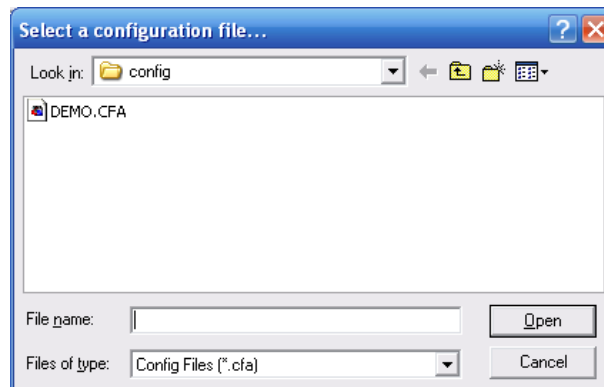 Select a configuration file...
Look in: config
DEMO.CFA
File name: Open
Files of type: Config Files (*.cfa) Cancel